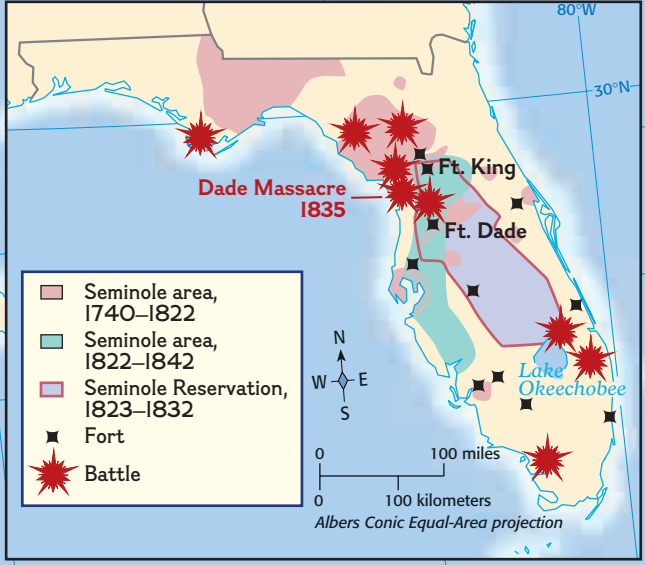 80°W
30°N
Ft. King
Dade Massacre
1835
Ft. Dade
Seminole area,
1740–1822
Seminole area,
1822–1842
Seminole Reservation,
1823–1832
Fort
Battle
N
W
E
S
Lake
Okeechobee
0
100 miles
0
100 kilometers
Albers Conic Equal-Area projection